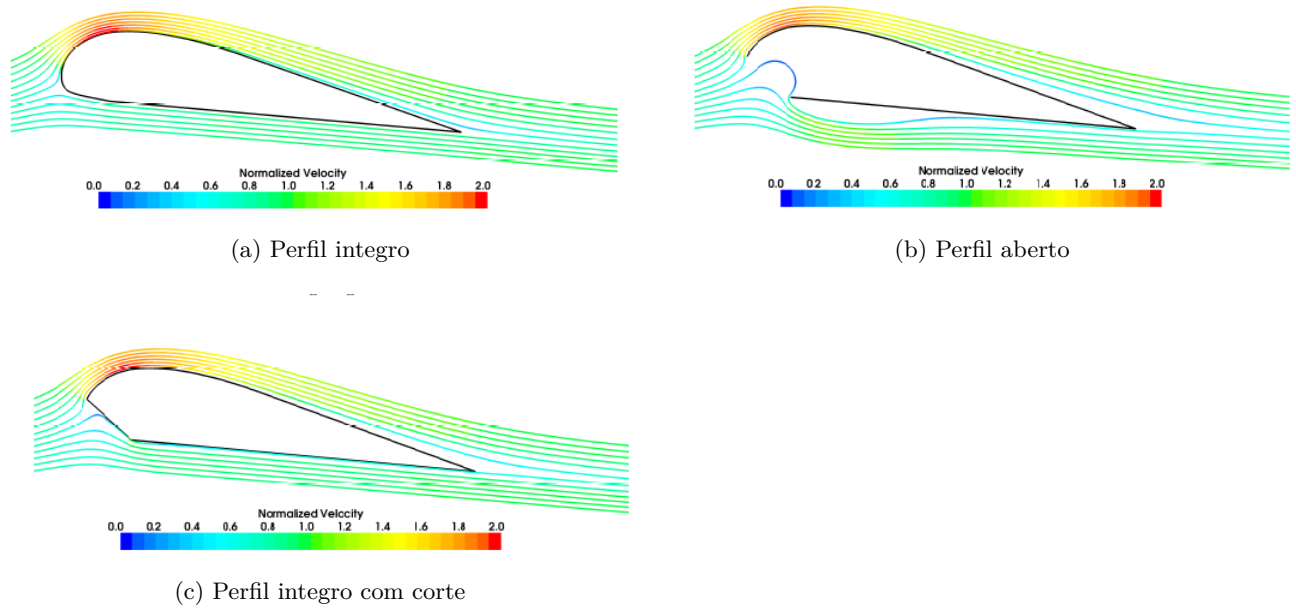 Normalized Velocity
0.0 0.2 0.4 0.6 0.8 1.0 1.2 1.4 1.6 1.8 2.0
(a) Perfil integro
Normalized Velocity
0.0 0.2 0.4 0.6 0.8 1.0 1.2 1.4 1.6 1.8 2.0
(b) Perfil aberto
Normalized Velocity
0.0 0.2 0.4 0.6 0.8 1.0 1.2 1.4 1.6 1.8 2.0
(c) Perfil integro com corte